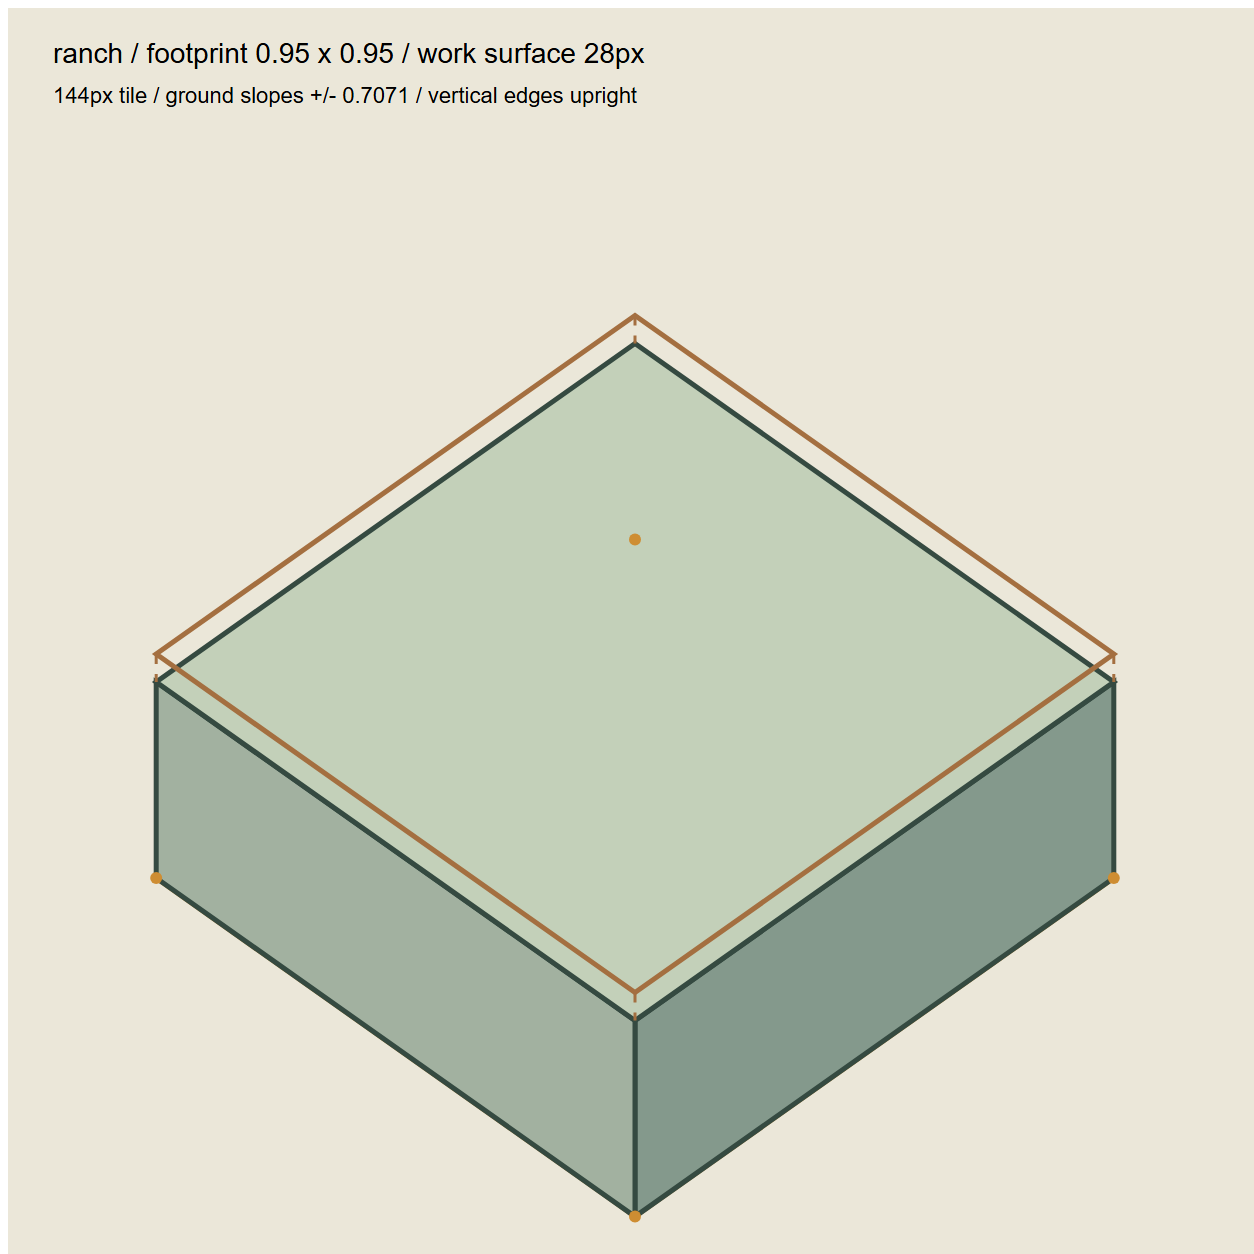 ranch / footprint 0.95 x 0.95 / work surface 28px
144px tile / ground slopes +/- 0.7071 / vertical edges upright